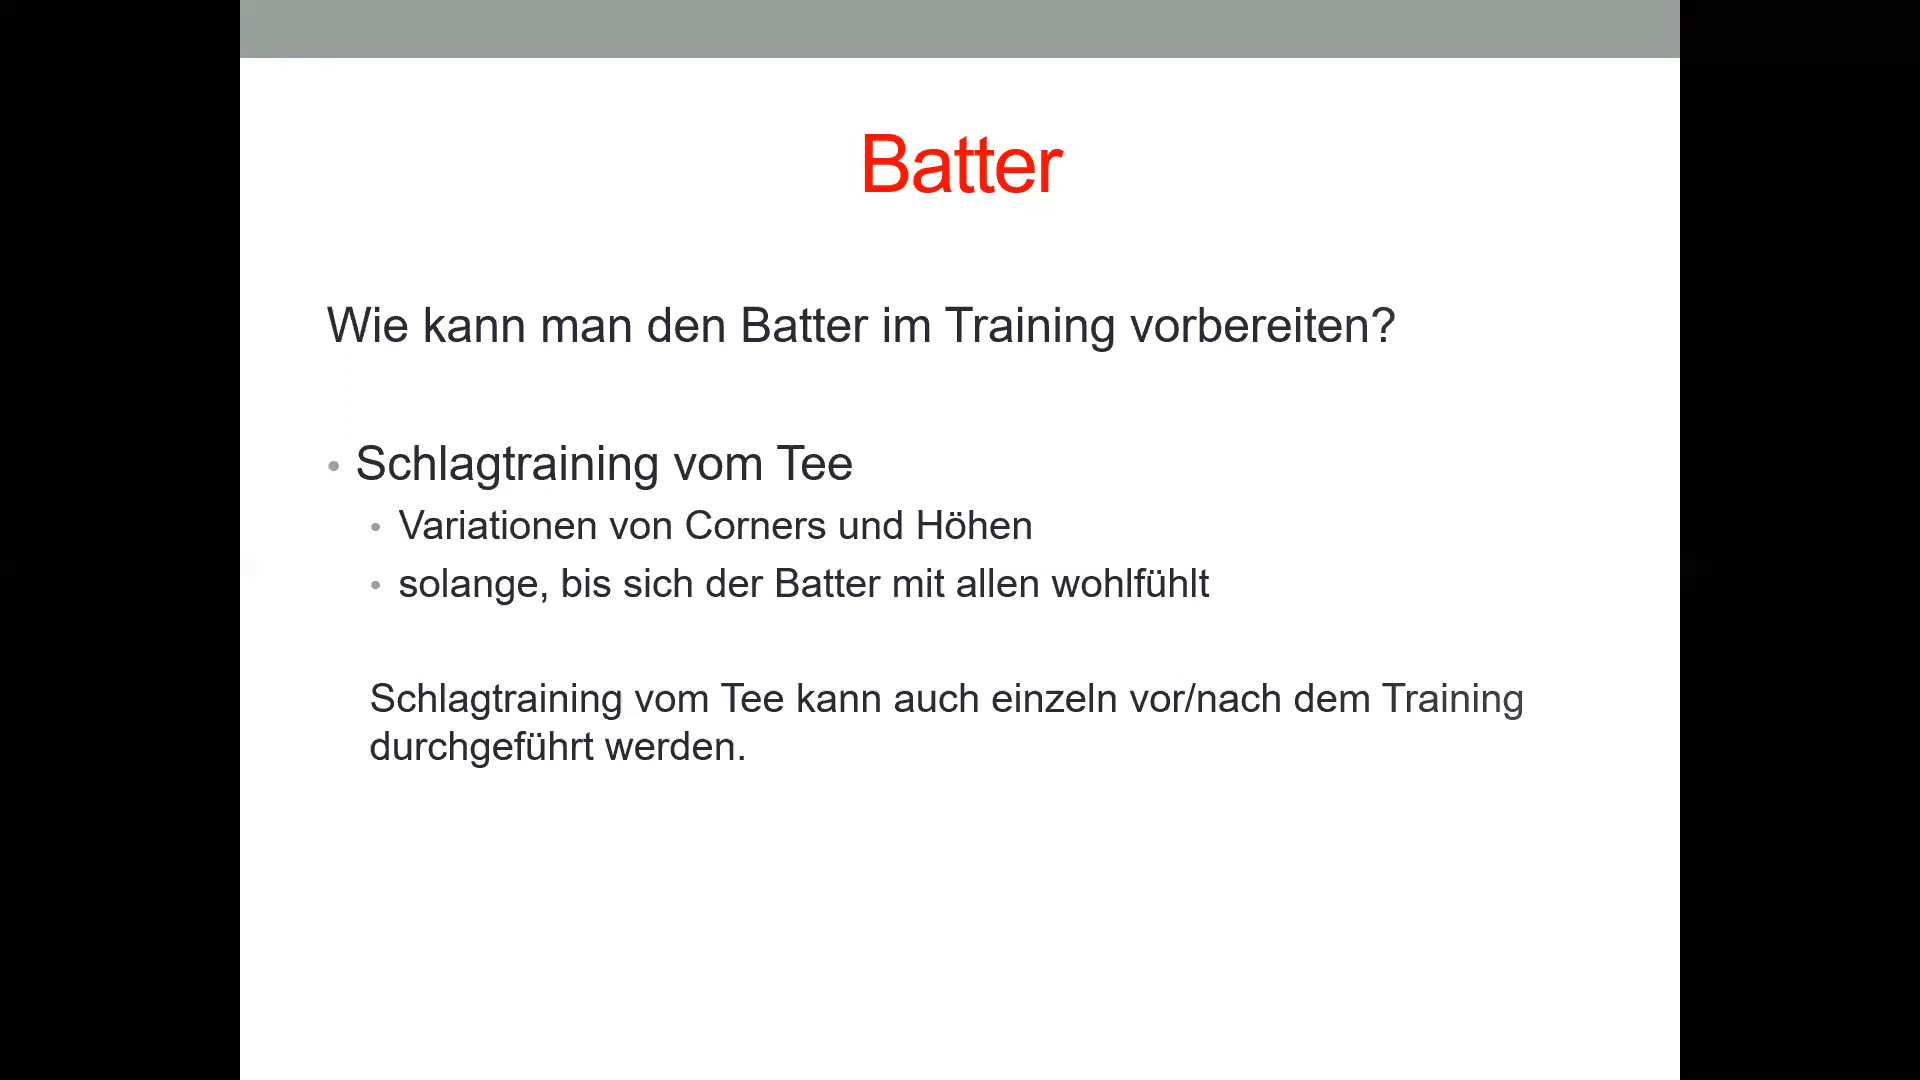 Batter
Wie kann man den Batter im Training vorbereiten?
• Schlagtraining vom Tee
• Variationen von Corners und Höhen
• solange, bis sich der Batter mit allen wohlfühlt
Schlagtraining vom Tee kann auch einzeln vor/nach dem Training
durchgeführt werden.